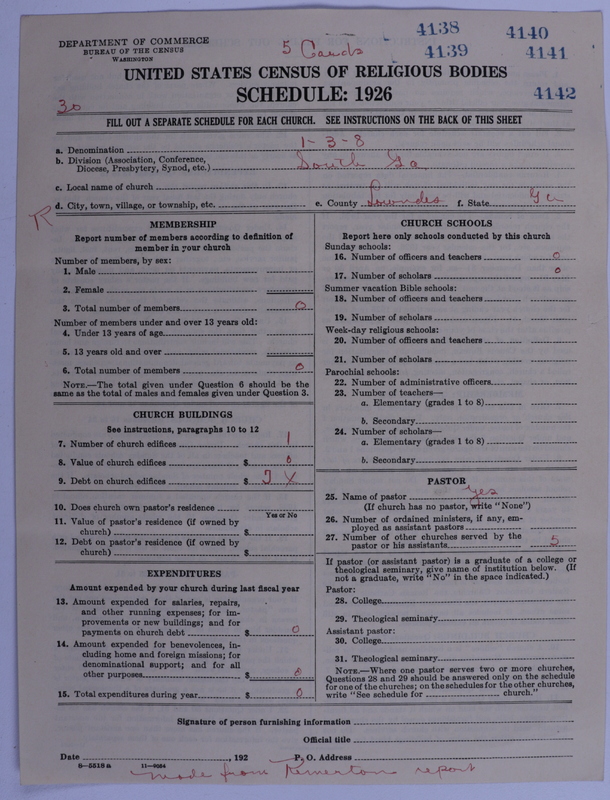 DEPARTMENT OF COMMERCE
BUREAU OF THE CENSUS
WASHINGTON
5 Cards
4138 4140
4139 4141
4142
UNITED STATES CENSUS OF RELIGIOUS BODIES
SCHEDULE: 1926
30
FILL OUT A SEPARATE SCHEDULE FOR EACH CHURCH. SEE INSTRUCTIONS ON THE BACK OF THIS SHEET
a. Denomination 1-3-8
b. Division (Association, Conference,
Diocese, Presbytery, Synod, etc.) South Ga
c. Local name of church
R
d. City, town, village, or township, etc. e. County Lowndes f. State Ga
MEMBERSHIP
Report number of members according to definition of
member in your church
Number of members, by sex:
1. Male
2. Female
3. Total number of members 0
Number of members under and over 13 years old:
4. Under 13 years of age
5. 13 years old and over
6. Total number of members 0
NOTE.—The total given under Question 6 should be the
same as the total of males and females given under Question 3.
CHURCH BUILDINGS
See instructions, paragraphs 10 to 12
7. Number of church edifices 1
8. Value of church edifices $ 0
9. Debt on church edifices $ J X
10. Does church own pastor's residence
Yes or No
11. Value of pastor's residence (if owned by
church) $
12. Debt on pastor's residence (if owned by
church) $
EXPENDITURES
Amount expended by your church during last fiscal year
13. Amount expended for salaries, repairs,
and other running expenses; for im-
provements or new buildings; and for
payments on church debt $ 0
14. Amount expended for benevolences, in-
cluding home and foreign missions; for
denominational support; and for all
other purposes $ 0
15. Total expenditures during year $ 0
CHURCH SCHOOLS
Report here only schools conducted by this church
Sunday schools:
16. Number of officers and teachers 0
17. Number of scholars 0
Summer vacation Bible schools:
18. Number of officers and teachers
19. Number of scholars
Week-day religious schools:
20. Number of officers and teachers
21. Number of scholars
Parochial schools:
22. Number of administrative officers
23. Number of teachers—
a. Elementary (grades 1 to 8)
b. Secondary
24. Number of scholars—
a. Elementary (grades 1 to 8)
b. Secondary
PASTOR
25. Name of pastor yes
(If church has no pastor, write "None")
26. Number of ordained ministers, if any, em-
ployed as assistant pastors
27. Number of other churches served by the
pastor or his assistants 5
If pastor (or assistant pastor) is a graduate of a college or
theological seminary, give name of institution below. (If
not a graduate, write "No" in the space indicated.)
Pastor:
28. College
29. Theological seminary
Assistant pastor:
30. College
31. Theological seminary
NOTE.—Where one pastor serves two or more churches,
Questions 28 and 29 should be answered only on the schedule
for one of the churches; on the schedules for the other churches,
write "See schedule for church."
Signature of person furnishing information
Official title
Date , 192 P. O. Address
8—5518a 11—9804
made from Remerton report